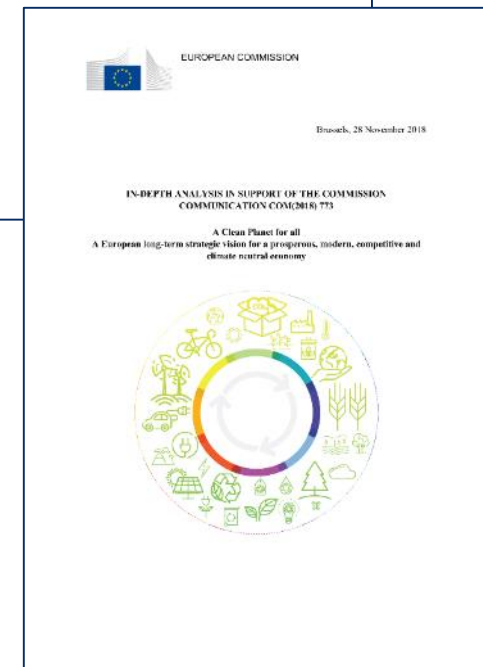 EUROPEAN COMMISSION
Brussels, 28 November 2018
IN-DEPTH ANALYSIS IN SUPPORT OF THE COMMISSION
COMMUNICATION COM(2018) 773
A Clean Planet for all
A European long-term strategic vision for a prosperous, modern, competitive and
climate neutral economy